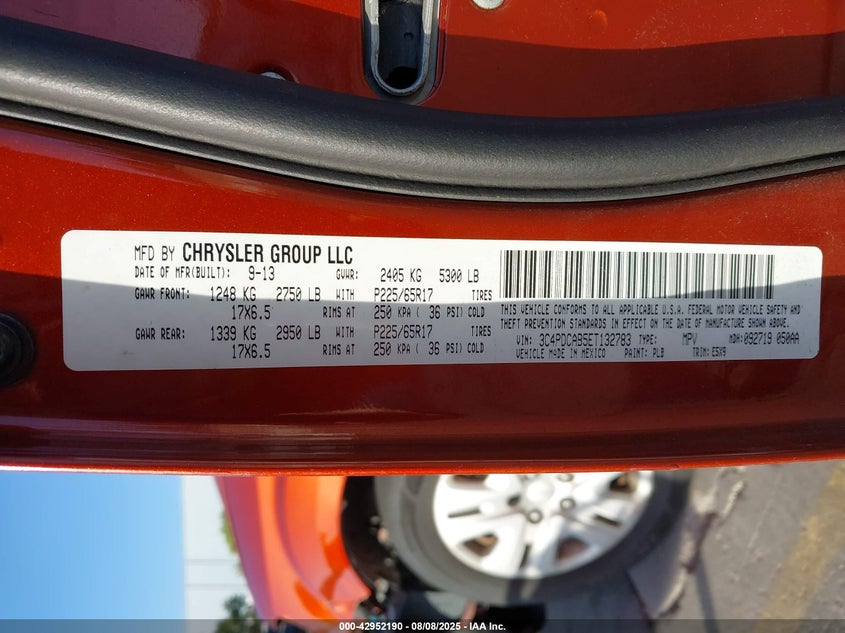 MFD BY CHRYSLER GROUP LLC
DATE OF MFR(BUILT): 9-13 GVWR: 2405 KG 5300 LB
GAWR FRONT: 1248 KG 2750 LB WITH P225/65R17 TIRES
17X6.5 RIMS AT 250 KPA ( 36 PSI) COLD
GAWR REAR: 1339 KG 2950 LB WITH P225/65R17 TIRES
17X6.5 RIMS AT 250 KPA ( 36 PSI) COLD
THIS VEHICLE CONFORMS TO ALL APPLICABLE U.S.A. FEDERAL MOTOR VEHICLE SAFETY AND
THEFT PREVENTION STANDARDS IN EFFECT ON THE DATE OF MANUFACTURE SHOWN ABOVE.
VIN: 3C4PDCAB5ET132783 TYPE: MPV MDH: 092719 050AA
VEHICLE MADE IN MEXICO PAINT: PLB TRIM: E5X9
000-42952190 - 08/08/2025 - IAA Inc.